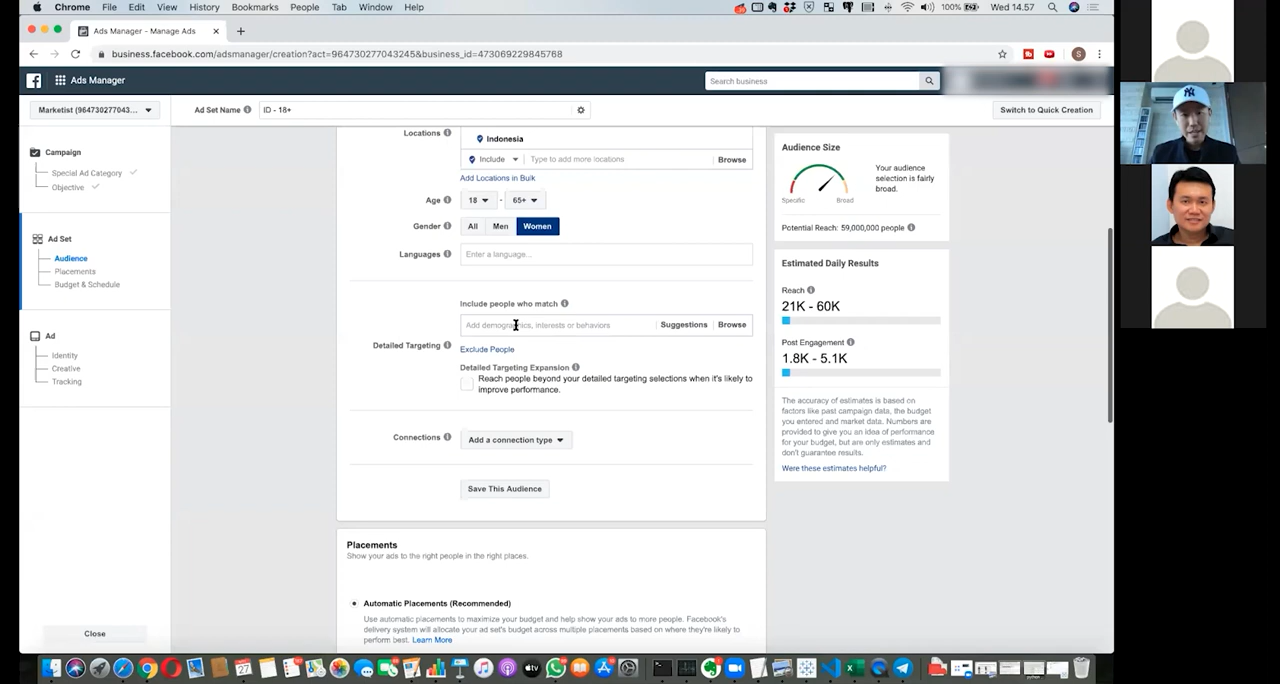 Chrome File Edit View History Bookmarks People Tab Window Help 100% Wed 14.57
Ads Manager - Manage Ads
business.facebook.com/adsmanager/creation?act=964730277043245&business_id=473069229845768
Ads Manager
Search business
Marketist (96473027043...
Ad Set Name
ID - 18+
Switch to Quick Creation
Campaign
Special Ad Category
Objective
Ad Set
Audience
Placements
Budget & Schedule
Ad
Identity
Creative
Tracking
Close
Locations
Indonesia
Include
Type to add more locations
Browse
Add Locations in Bulk
Age
18 - 65+
Gender
All Men Women
Languages
Enter a language...
Include people who match
Add demographics, interests or behaviors
Suggestions Browse
Detailed Targeting
Exclude People
Detailed Targeting Expansion
Reach people beyond your detailed targeting selections when it's likely to
improve performance.
Connections
Add a connection type
Save This Audience
Placements
Show your ads to the right people in the right places.
Automatic Placements (Recommended)
Use automatic placements to maximize your budget and help show your ads to more people. Facebook's
delivery system will allocate your ad set's budget across multiple placements based on where they're likely to
perform best. Learn More
Audience Size
Your audience
selection is fairly
broad.
Specific Broad
Potential Reach: 59,000,000 people
Estimated Daily Results
Reach
21K - 60K
Post Engagement
1.8K - 5.1K
The accuracy of estimates is based on
factors like past campaign data, the budget
you entered and market data. Numbers are
provided to give you an idea of performance
for your budget, but are only estimates and
don't guarantee results.
Were these estimates helpful?